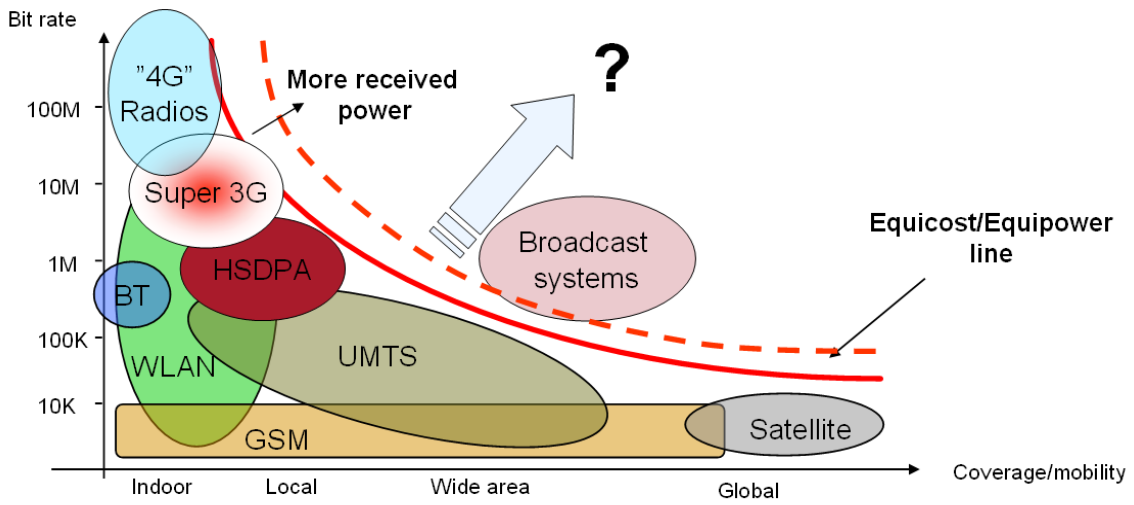 Bit rate
"4G"
Radios
More received
power
?
100M
10M
Super 3G
Broadcast
systems
Equicost/Equipower
line
1M
HSDPA
BT
100K
WLAN
UMTS
10K
GSM
Satellite
Coverage/mobility
Indoor
Local
Wide area
Global